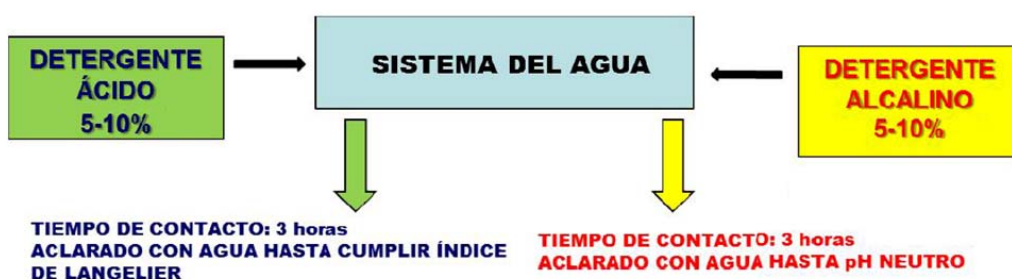 DETERGENTE
ÁCIDO
5-10%
SISTEMA DEL AGUA
DETERGENTE
ALCALINO
5-10%
TIEMPO DE CONTACTO: 3 horas
ACLARADO CON AGUA HASTA CUMPLIR ÍNDICE
DE LANGELIER
TIEMPO DE CONTACTO: 3 horas
ACLARADO CON AGUA HASTA pH NEUTRO